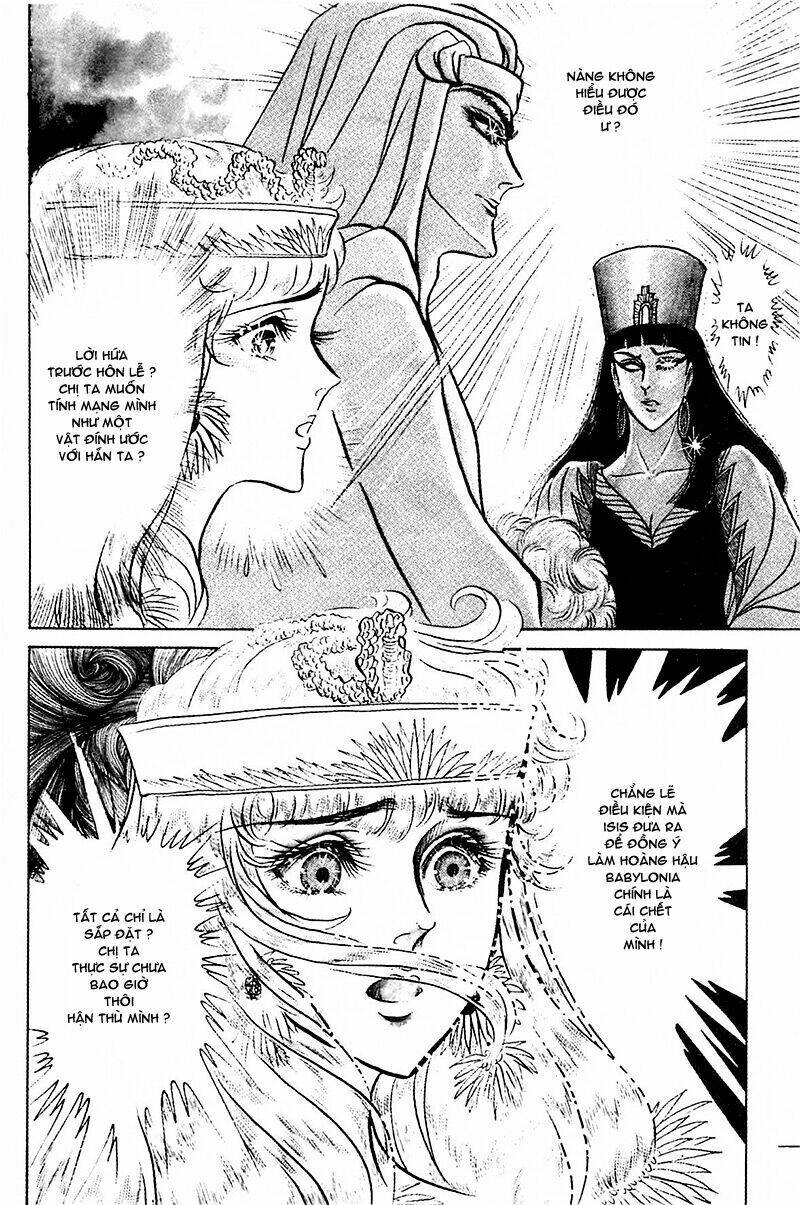 NÀNG KHÔNG
HIỂU ĐƯỢC
ĐIỀU ĐÓ
Ư ?
TA
KHÔNG
TIN !
LỜI HỨA
TRƯỚC HÔN LỄ ?
CHỊ TA MUỐN
TÍNH MẠNG MÌNH
NHƯ MỘT
VẬT ĐÍNH ƯỚC
VỚI HẮN TA ?
CHẲNG LẼ
ĐIỀU KIỆN MÀ
ISIS ĐƯA RA
ĐỂ ĐỒNG Ý
LÀM HOÀNG HẬU
BABYLONIA
CHÍNH LÀ
CÁI CHẾT
CỦA
MÌNH !
TẤT CẢ CHỈ LÀ
SẮP ĐẶT ?
CHỊ TA
THỰC SỰ CHƯA
BAO GIỜ
THÔI
HẬN THÙ MÌNH ?